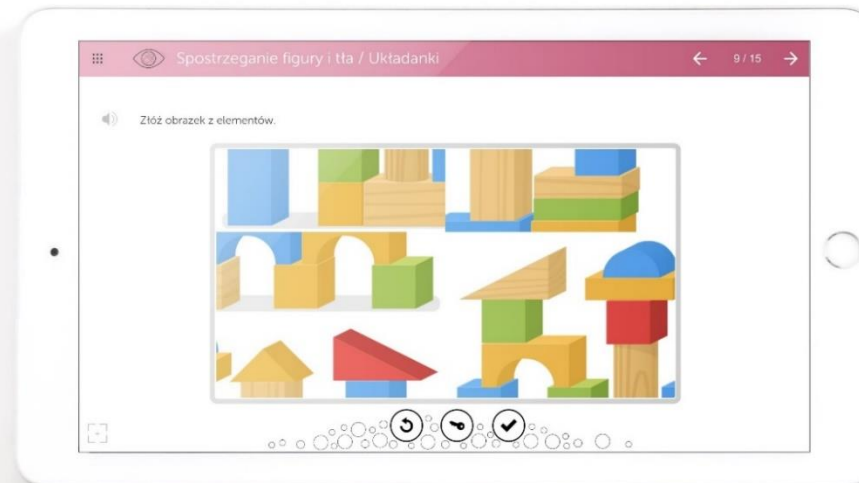 Spostrzeganie figury i tła / Układanki
9 / 15
Złóż obrazek z elementów.